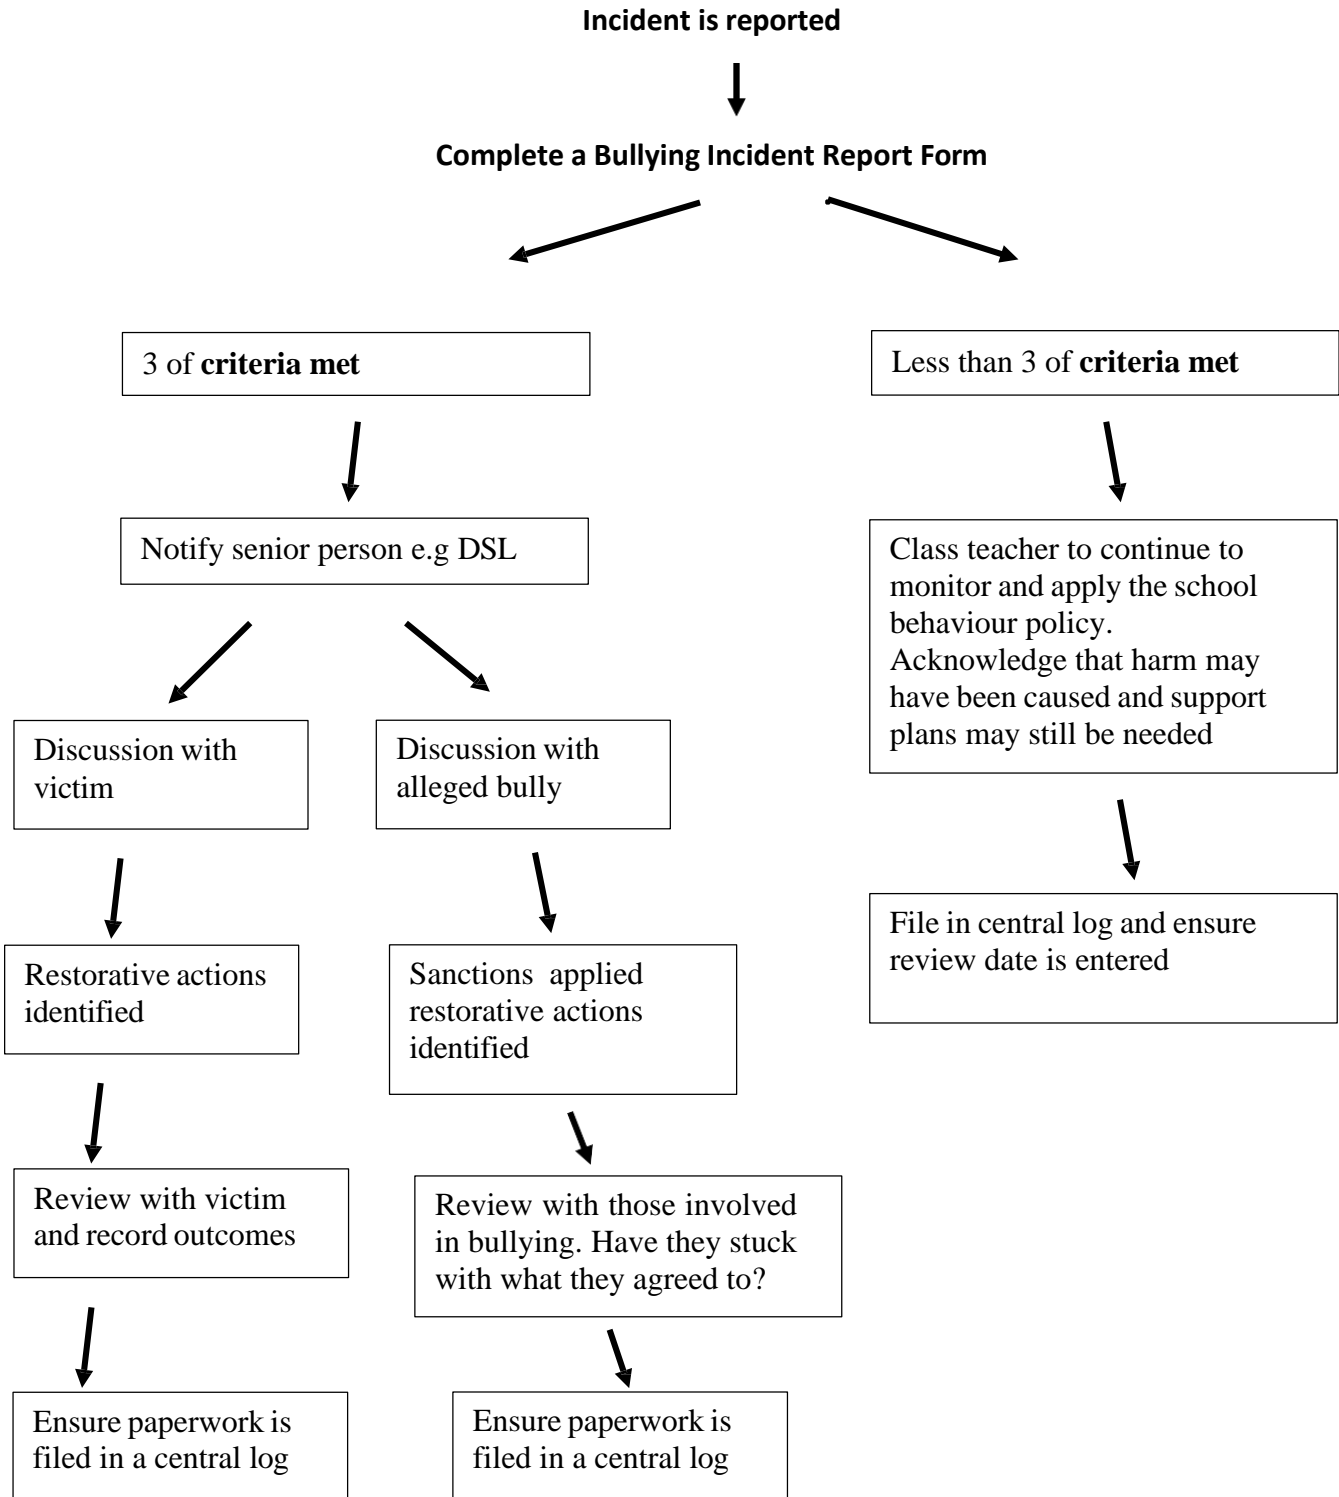 Incident is reported
Complete a Bullying Incident Report Form
3 of criteria met
Less than 3 of criteria met
Notify senior person e.g DSL
Class teacher to continue to
monitor and apply the school
behaviour policy.
Acknowledge that harm may
have been caused and support
plans may still be needed
Discussion with
victim
Discussion with
alleged bully
File in central log and ensure
review date is entered
Restorative actions
identified
Sanctions applied
restorative actions
identified
Review with victim
and record outcomes
Review with those involved
in bullying. Have they stuck
with what they agreed to?
Ensure paperwork is
filed in a central log
Ensure paperwork is
filed in a central log